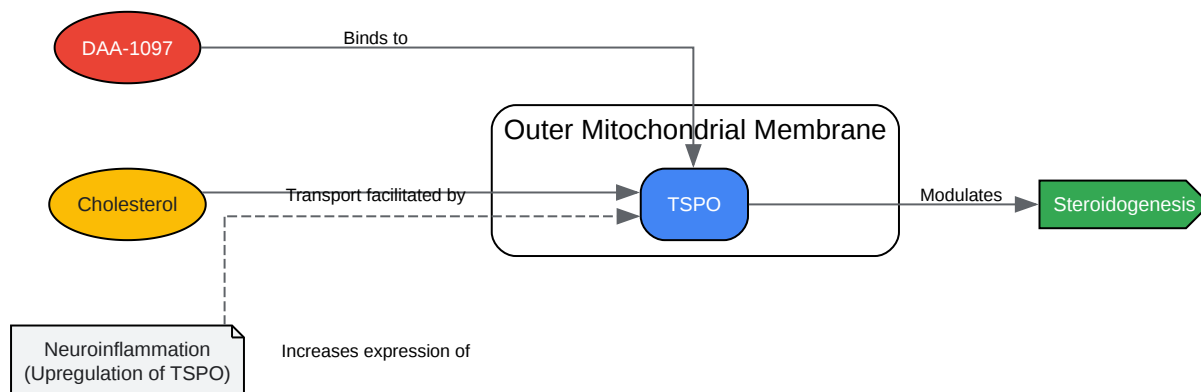 DAA-1097
Binds to
Outer Mitochondrial Membrane
Cholesterol
Transport facilitated by
TSPO
Modulates
Steroidogenesis
Neuroinflammation
(Upregulation of TSPO)
Increases expression of